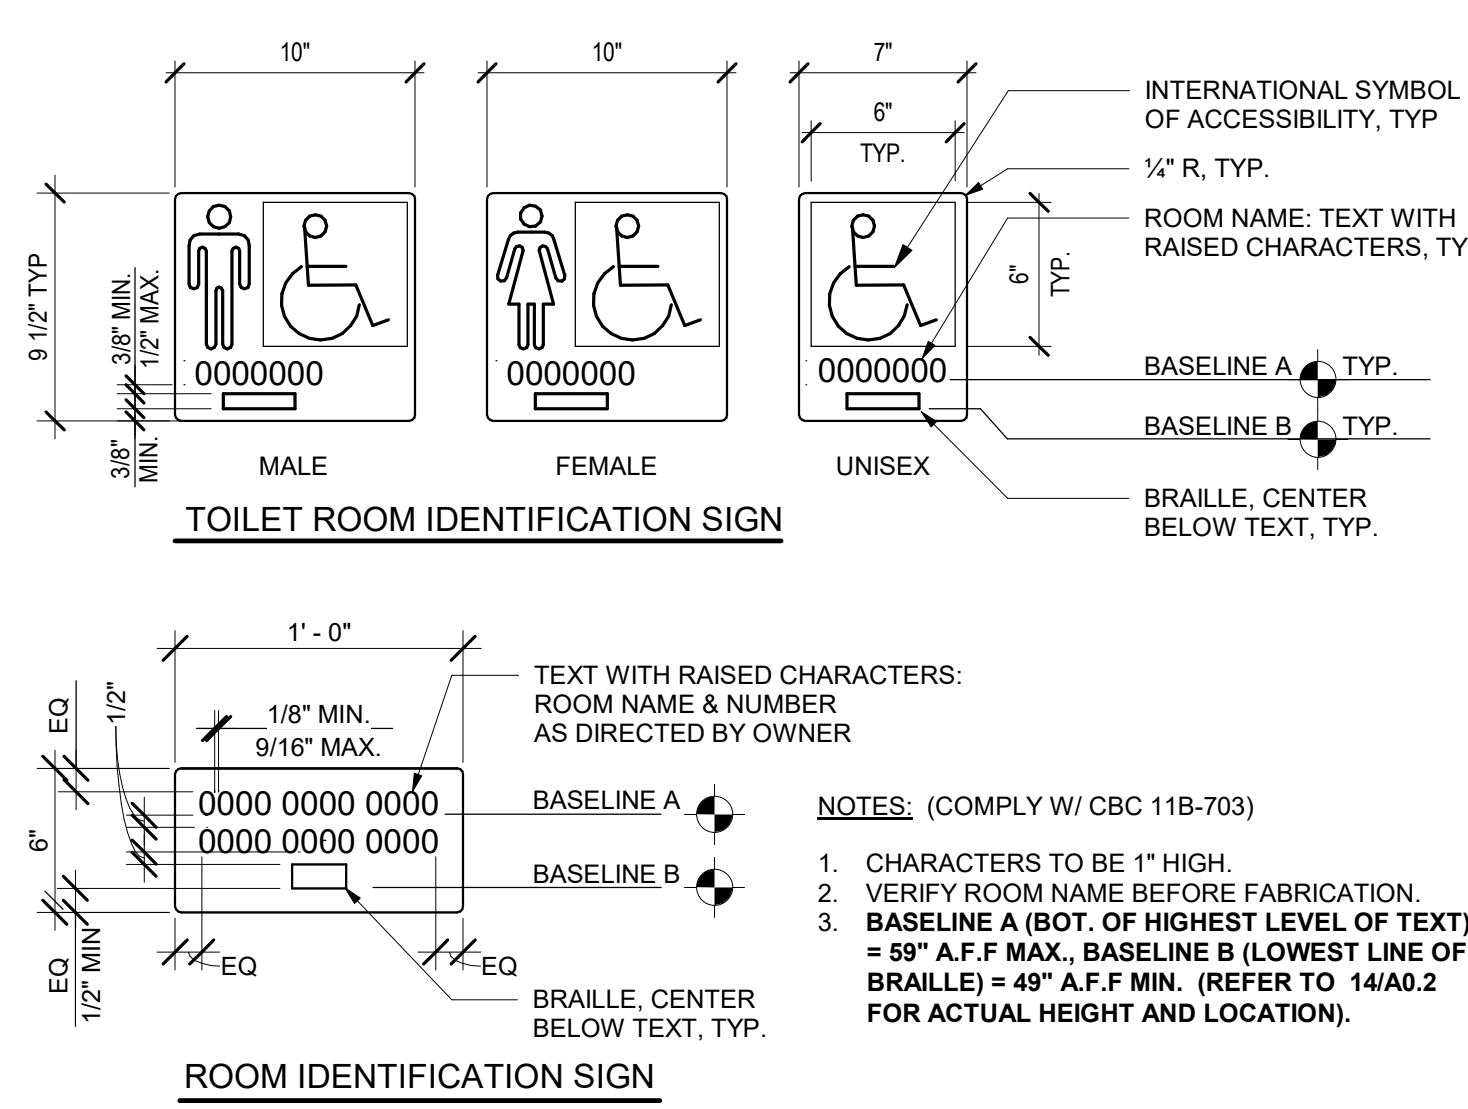 10"
10"
7"
6"
TYP.
INTERNATIONAL SYMBOL
OF ACCESSIBILITY, TYP
¼" R, TYP.
ROOM NAME: TEXT WITH
RAISED CHARACTERS, TY
9 1/2" TYP
3/8" MIN.
1/2" MAX.
3/8"
MIN.
6"
TYP.
0000000
0000000
0000000
BASELINE A
TYP.
BASELINE B
TYP.
MALE
FEMALE
UNISEX
BRAILLE, CENTER
BELOW TEXT, TYP.
TOILET ROOM IDENTIFICATION SIGN
1' - 0"
EQ
1/2"
1/8" MIN.
9/16" MAX.
TEXT WITH RAISED CHARACTERS:
ROOM NAME & NUMBER
AS DIRECTED BY OWNER
6"
0000 0000 0000
0000 0000 0000
BASELINE A
BASELINE B
EQ
1/2" MIN
EQ
EQ
BRAILLE, CENTER
BELOW TEXT, TYP.
ROOM IDENTIFICATION SIGN
NOTES: (COMPLY W/ CBC 11B-703)
1. CHARACTERS TO BE 1" HIGH.
2. VERIFY ROOM NAME BEFORE FABRICATION.
3. BASELINE A (BOT. OF HIGHEST LEVEL OF TEXT)
= 59" A.F.F MAX., BASELINE B (LOWEST LINE OF
BRAILLE) = 49" A.F.F MIN. (REFER TO 14/A0.2
FOR ACTUAL HEIGHT AND LOCATION).